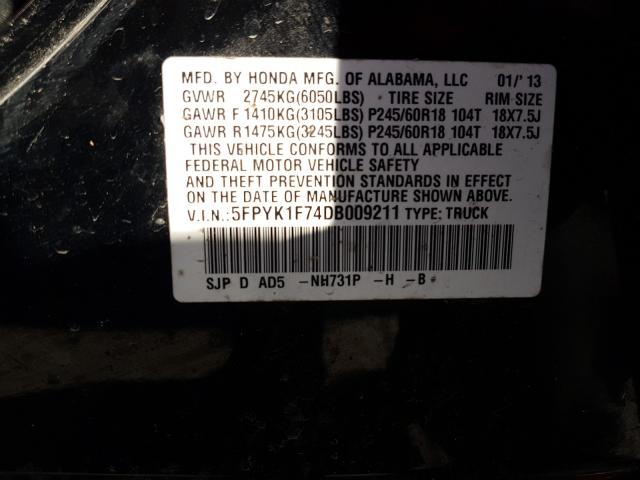 MFD. BY HONDA MFG. OF ALABAMA, LLC 01/'13
GVWR 2745KG(6050LBS) TIRE SIZE RIM SIZE
GAWR F 1410KG(3105LBS) P245/60R18 104T 18X7.5J
GAWR R 1475KG(3245LBS) P245/60R18 104T 18X7.5J
THIS VEHICLE CONFORMS TO ALL APPLICABLE
FEDERAL MOTOR VEHICLE SAFETY
AND THEFT PREVENTION STANDARDS IN EFFECT
ON THE DATE OF MANUFACTURE SHOWN ABOVE.
V.I.N.:5FPYK1F74DB009211 TYPE:TRUCK
SJP D AD5 -NH731P -H -B